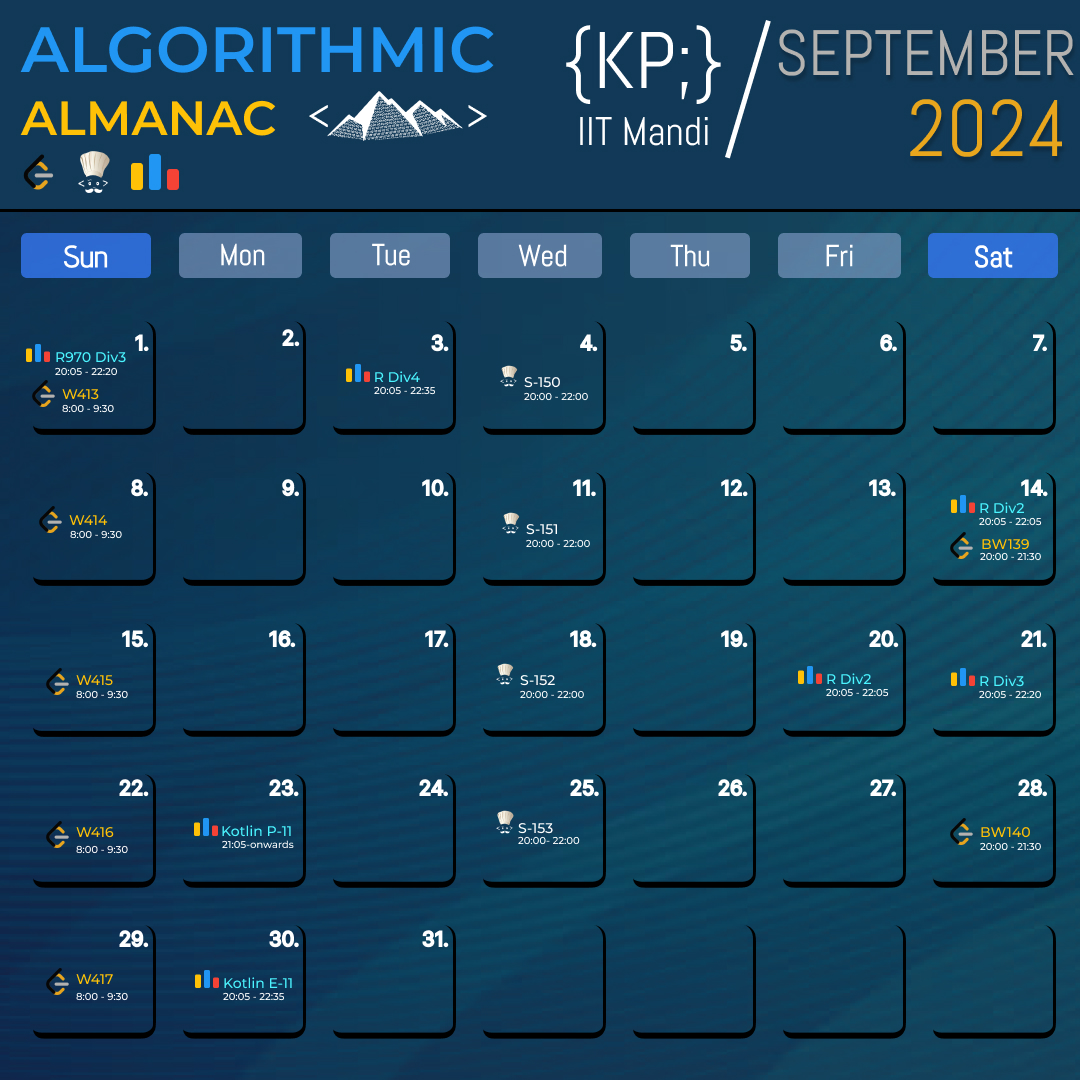 ALGORITHMIC
ALMANAC
< >
{KP;}
IIT Mandi
SEPTEMBER
2024
Sun Mon Tue Wed Thu Fri Sat
1.
R970 Div3
20:05 - 22:20
W413
8:00 - 9:30
2.
3.
R Div4
20:05 - 22:35
4.
S-150
20:00 - 22:00
5.
6.
7.
8.
W414
8:00 - 9:30
9.
10.
11.
S-151
20:00 - 22:00
12.
13.
14.
R Div2
20:05 - 22:05
BW139
20:00 - 21:30
15.
W415
8:00 - 9:30
16.
17.
18.
S-152
20:00 - 22:00
19.
20.
R Div2
20:05 - 22:05
21.
R Div3
20:05 - 22:20
22.
W416
8:00 - 9:30
23.
Kotlin P-11
21:05-onwards
24.
25.
S-153
20:00- 22:00
26.
27.
28.
BW140
20:00 - 21:30
29.
W417
8:00 - 9:30
30.
Kotlin E-11
20:05 - 22:35
31.